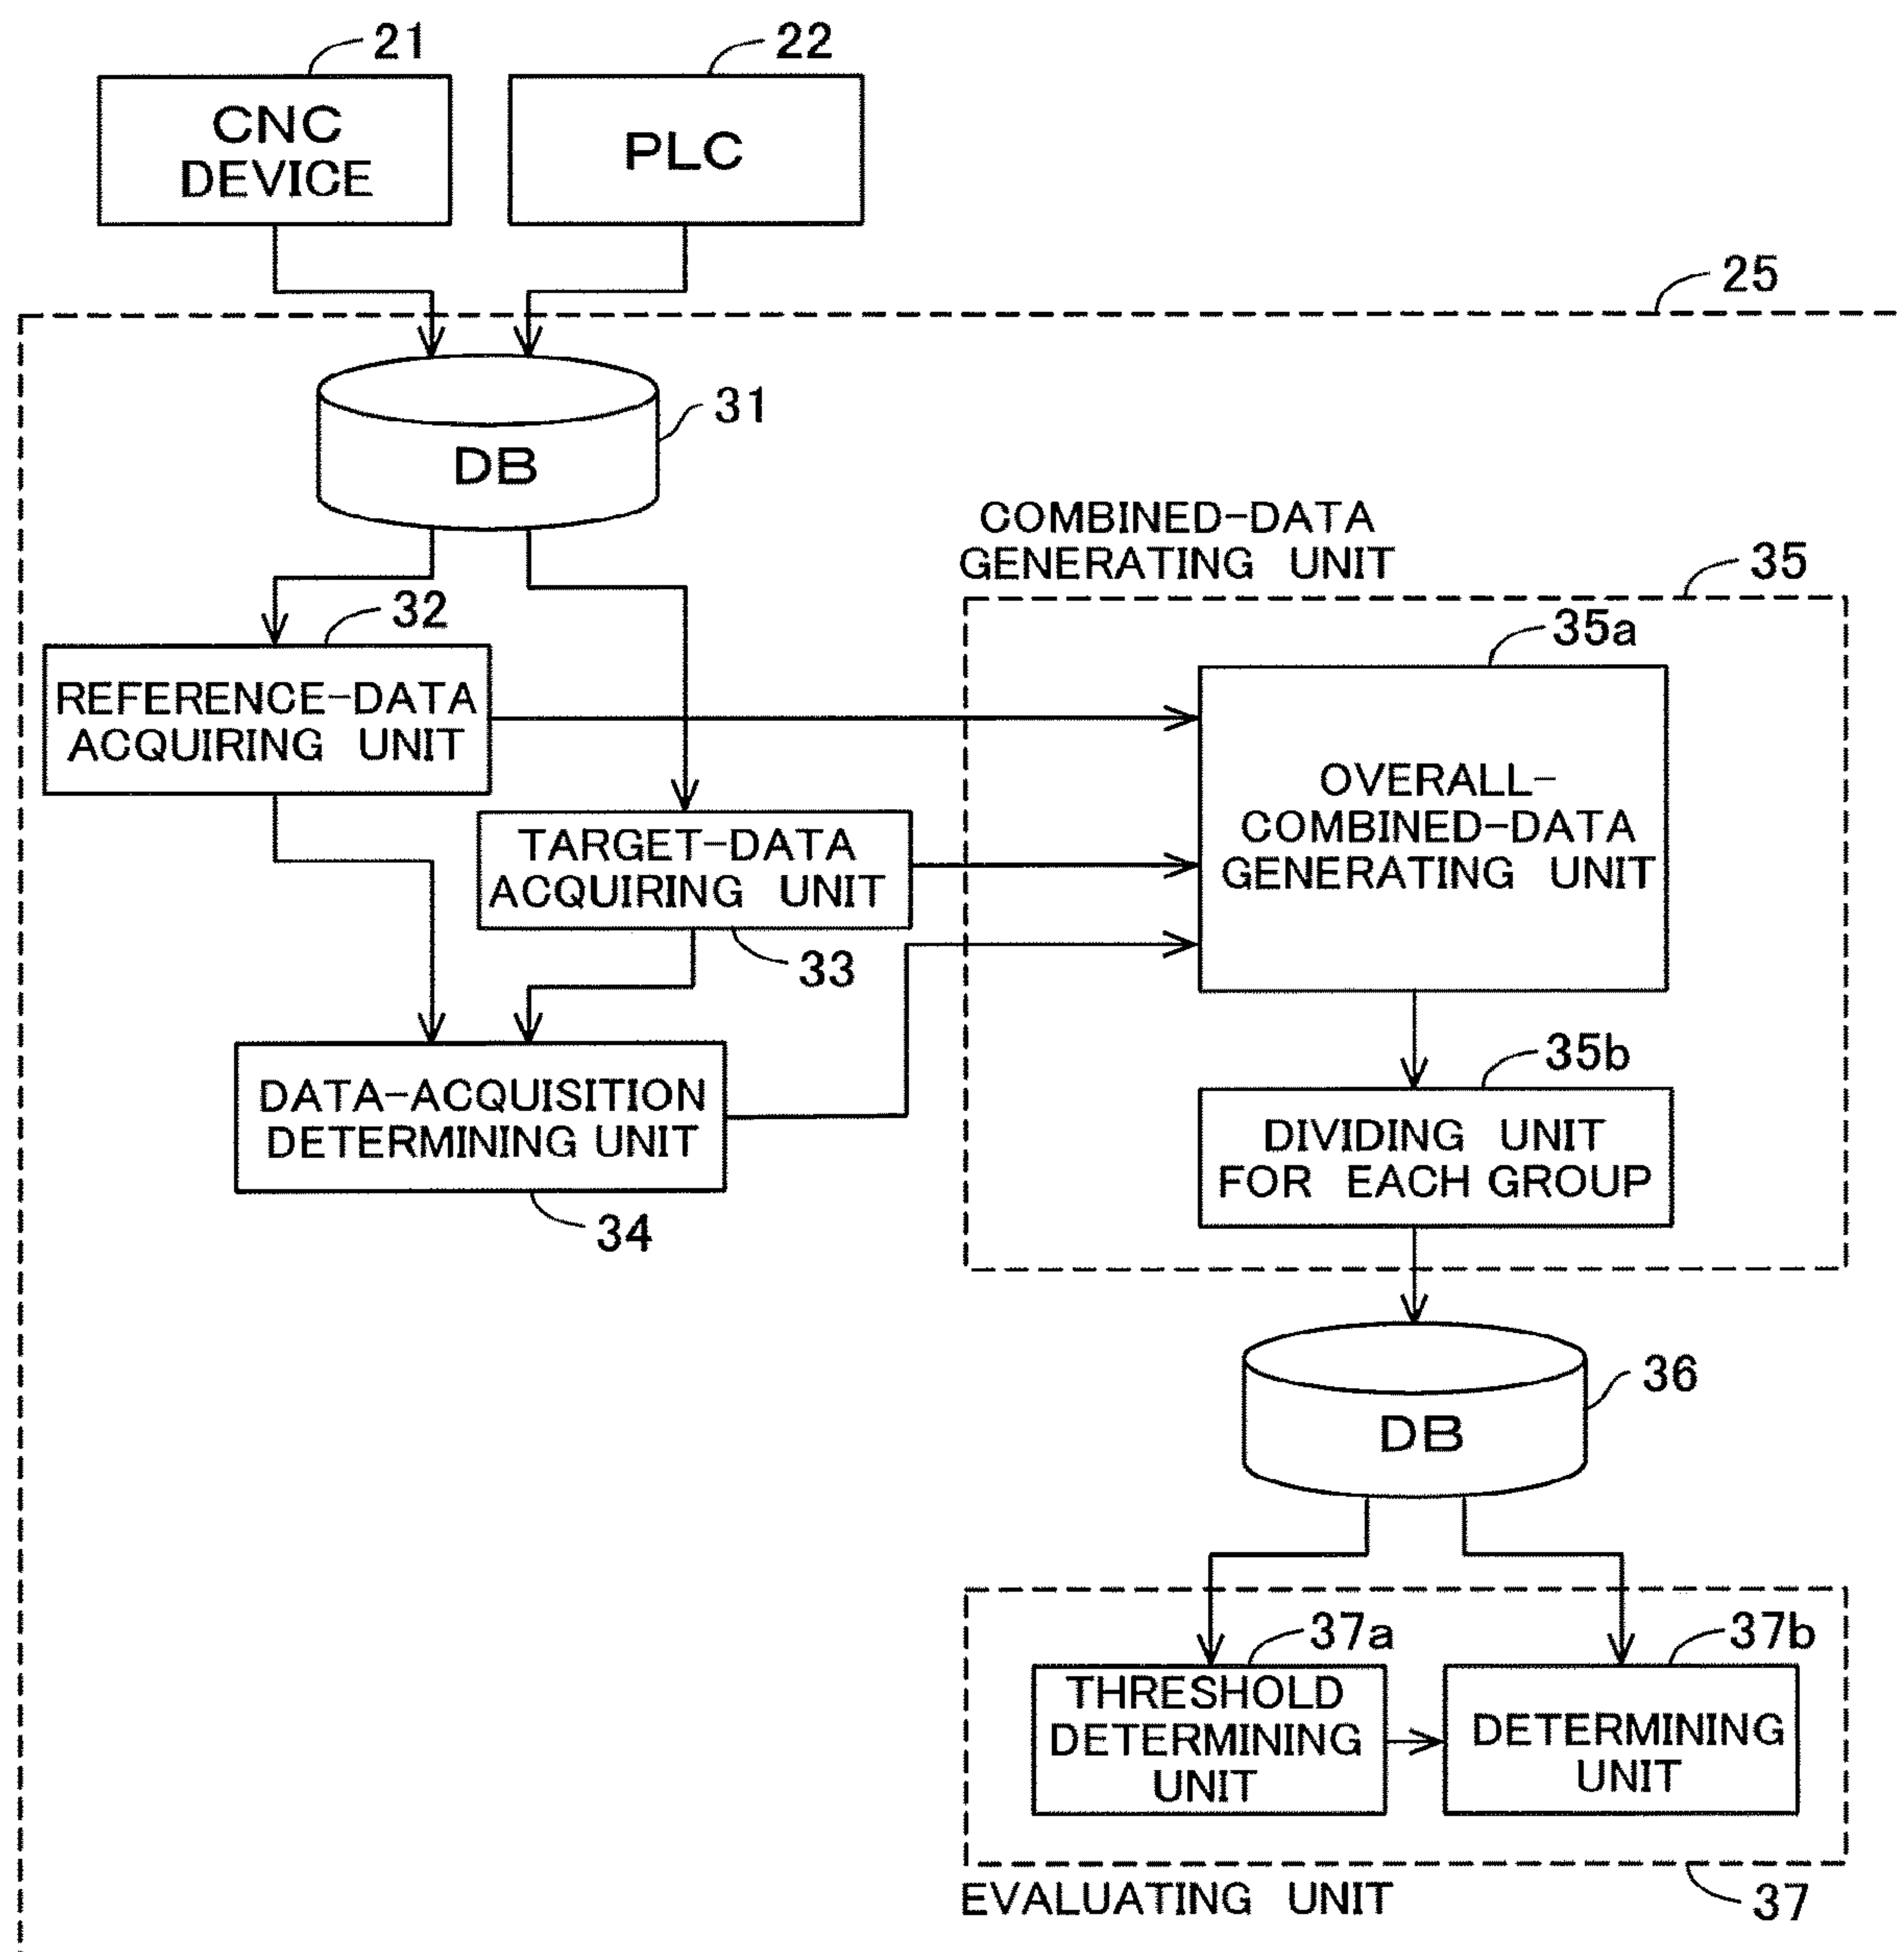 21
22
CNC
DEVICE
PLC
25
31
DB
COMBINED-DATA
GENERATING UNIT
35
32
35a
REFERENCE-DATA
ACQUIRING UNIT
OVERALL-
COMBINED-DATA
GENERATING UNIT
TARGET-DATA
ACQUIRING UNIT
33
35b
DATA-ACQUISITION
DETERMINING UNIT
34
DIVIDING UNIT
FOR EACH GROUP
36
DB
37a
37b
THRESHOLD
DETERMINING
UNIT
DETERMINING
UNIT
EVALUATING UNIT
37